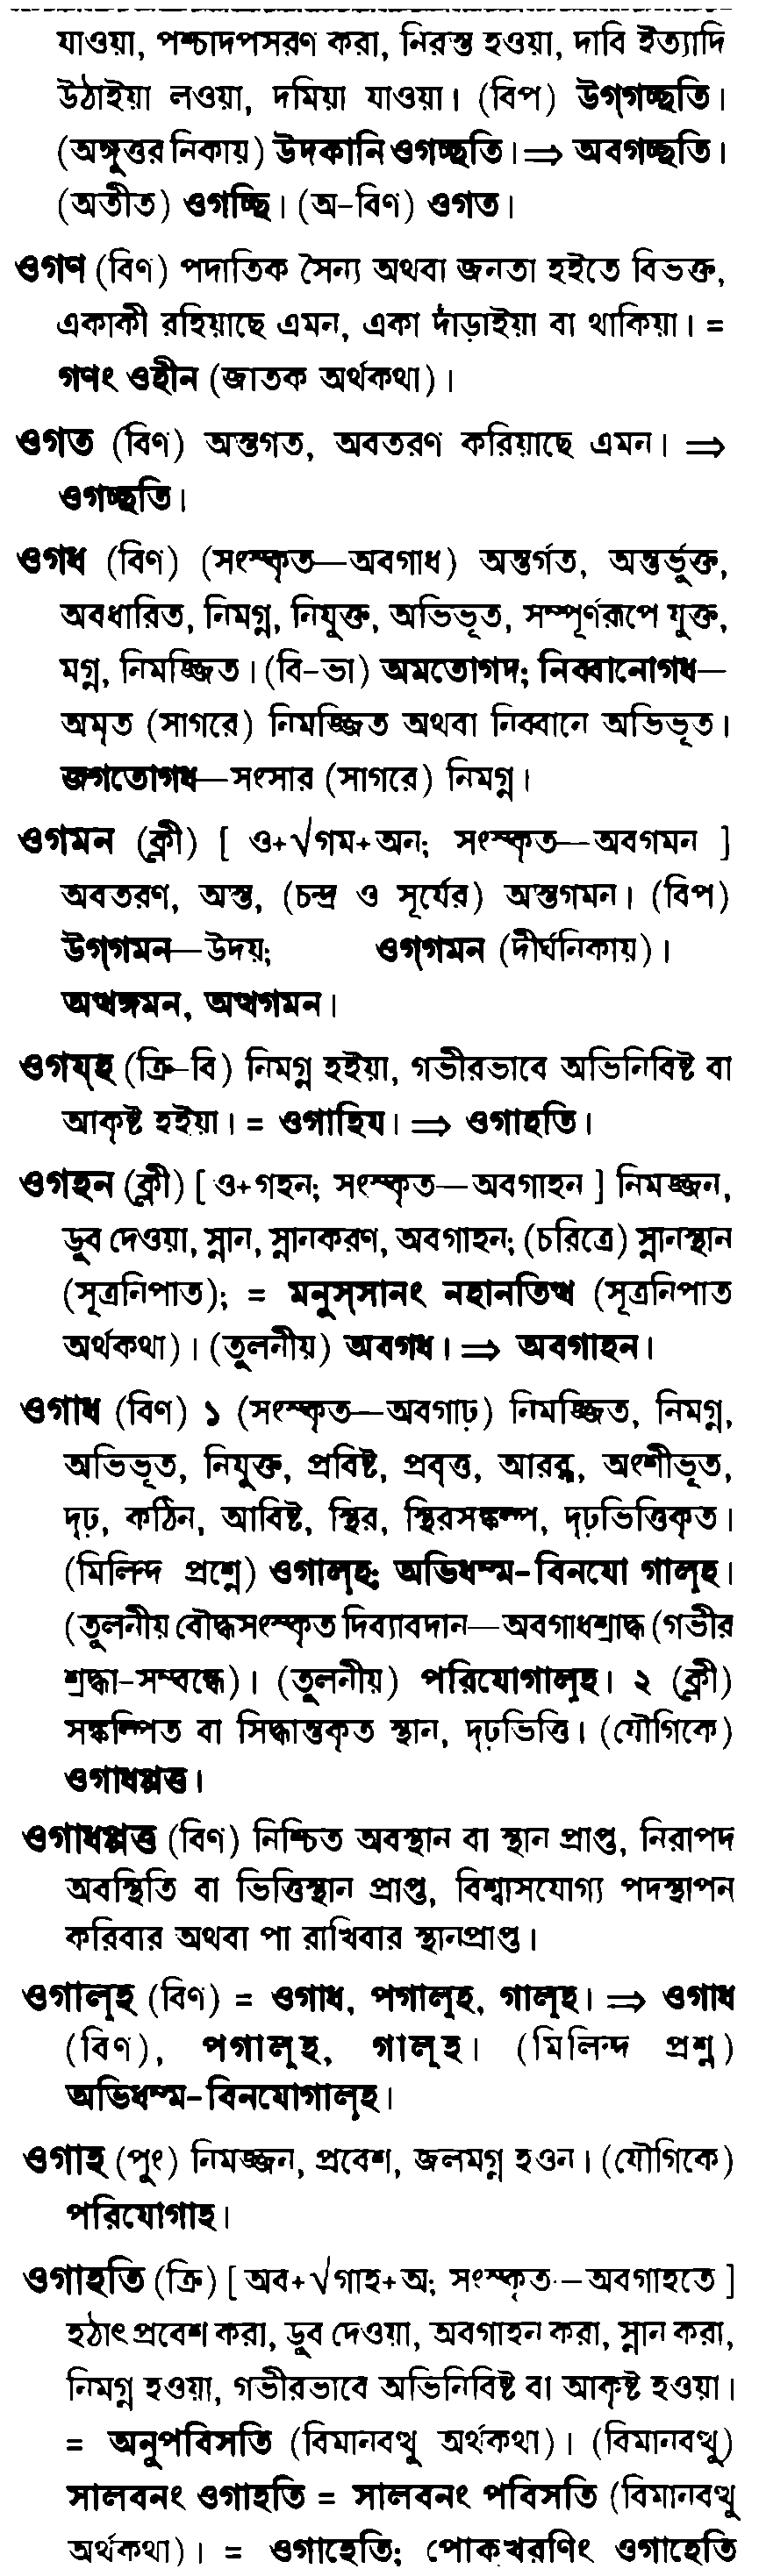 যাওয়া, পশ্চাদপসরণ করা, নিরস্ত হওয়া, দাবি ইত্যাদি
উঠাইয়া লওয়া, দমিয়া যাওয়া। (বিপ) উগ্গচ্ছতি।
(অঙ্গুত্তর নিকায়) উদকানি ওগচ্ছতি। ⇒ অবগচ্ছতি।
(অতীত) ওগচ্ছি। (অ-বিণ) ওগত।
ওগণ (বিণ) পদাতিক সৈন্য অথবা জনতা হইতে বিভক্ত,
একাকী রহিয়াছে এমন, একা দাঁড়াইয়া বা থাকিয়া। =
গণং ওহীন (জাতক অর্থকথা)।
ওগত (বিণ) অস্তগত, অবতরণ করিয়াছে এমন। ⇒
ওগচ্ছতি।
ওগধ (বিণ) (সংস্কৃত—অবগাধ) অন্তর্গত, অন্তর্ভুক্ত,
অবধারিত, নিমগ্ন, নিযুক্ত, অভিভূত, সম্পূর্ণরূপে যুক্ত,
মগ্ন, নিমজ্জিত। (বি-ভা) অমতোগদ; নিব্বানোগধ—
অমৃত (সাগরে) নিমজ্জিত অথবা নিব্বানে অভিভূত।
জগতোগধ—সংসার (সাগরে) নিমগ্ন।
ওগমন (ক্লী) [ ও+√গম+অন; সংস্কৃত—অবগমন ]
অবতরণ, অস্ত, (চন্দ্র ও সূর্যের) অস্তগমন। (বিপ)
উগ্গমন—উদয়; ওগ্গমন (দীর্ঘনিকায়)।
অত্থঙ্গমন, অত্থগমন।
ওগয্হ (ক্রি-বি) নিমগ্ন হইয়া, গভীরভাবে অভিনিবিষ্ট বা
আকৃষ্ট হইয়া। = ওগাহিয। ⇒ ওগাহতি।
ওগহন (ক্লী) [ ও+গহন; সংস্কৃত—অবগাহন ] নিমজ্জন,
ডুব দেওয়া, স্নান, স্নানকরণ, অবগাহন; (চরিত্রে) স্নানস্থান
(সূত্রনিপাত); = মনুস্সানং নহানতিত্থ (সূত্রনিপাত
অর্থকথা)। (তুলনীয়) অবগধ। ⇒ অবগাহন।
ওগাধ (বিণ) ১ (সংস্কৃত—অবগাঢ়) নিমজ্জিত, নিমগ্ন,
অভিভূত, নিযুক্ত, প্রবিষ্ট, প্রবৃত্ত, আরব্ধ, অংশীভূত,
দৃঢ়, কঠিন, আবিষ্ট, স্থির, স্থিরসঙ্কল্প, দৃঢ়ভিত্তিকৃত।
(মিলিন্দ প্রশ্নে) ওগাল্হ; অভিধম্ম-বিনযো গাল্হ।
(তুলনীয় বৌদ্ধসংস্কৃত দিব্যাবদান—অবগাধশ্রাদ্ধ (গভীর
শ্রদ্ধা-সম্বন্ধে)। (তুলনীয়) পরিযোগাল্হ। ২ (ক্লী)
সঙ্কল্পিত বা সিদ্ধান্তকৃত স্থান, দৃঢ়ভিত্তি। (যৌগিকে)
ওগাধপ্পত্ত।
ওগাধপ্পত্ত (বিণ) নিশ্চিত অবস্থান বা স্থান প্রাপ্ত, নিরাপদ
অবস্থিতি বা ভিত্তিস্থান প্রাপ্ত, বিশ্বাসযোগ্য পদস্থাপন
করিবার অথবা পা রাখিবার স্থানপ্রাপ্ত।
ওগাল্হ (বিণ) = ওগাধ, পগাল্হ, গাল্হ। ⇒ ওগাধ
(বিণ), পগাল্হ, গাল্হ। (মিলিন্দ প্রশ্ন)
অভিধম্ম-বিনযোগাল্হ।
ওগাহ (পুং) নিমজ্জন, প্রবেশ, জলমগ্ন হওন। (যৌগিকে)
পরিযোগাহ।
ওগাহতি (ক্রি) [ অব+√গাহ+অ; সংস্কৃত—অবগাহতে ]
হঠাৎ প্রবেশ করা, ডুব দেওয়া, অবগাহন করা, স্নান করা,
নিমগ্ন হওয়া, গভীরভাবে অভিনিবিষ্ট বা আকৃষ্ট হওয়া।
= অনুপবিসতি (বিমানবত্থু অর্থকথা)। (বিমানবত্থু)
সালবনং ওগাহতি = সালবনং পবিসতি (বিমানবত্থু
অর্থকথা)। = ওগাহেতি; পোক্খরণিং ওগাহেতি